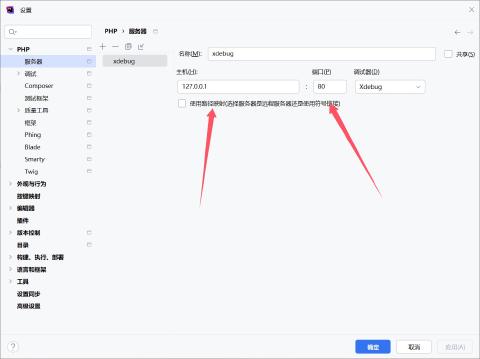 设置
PHP
服务器
调试
Composer
测试框架
质量工具
框架
Phing
Blade
Smarty
Twig
外观与行为
按键映射
编辑器
插件
版本控制
目录
构建、执行、部署
语言和框架
工具
设置同步
高级设置
PHP › 服务器
xdebug
名称(M): xdebug
共享(S)
主机(H): 端口(P): 调试器(D)
127.0.0.1 : 80 Xdebug
使用路径映射(选择服务器是远程服务器还是使用符号链接)
?
确定 取消 应用(A)